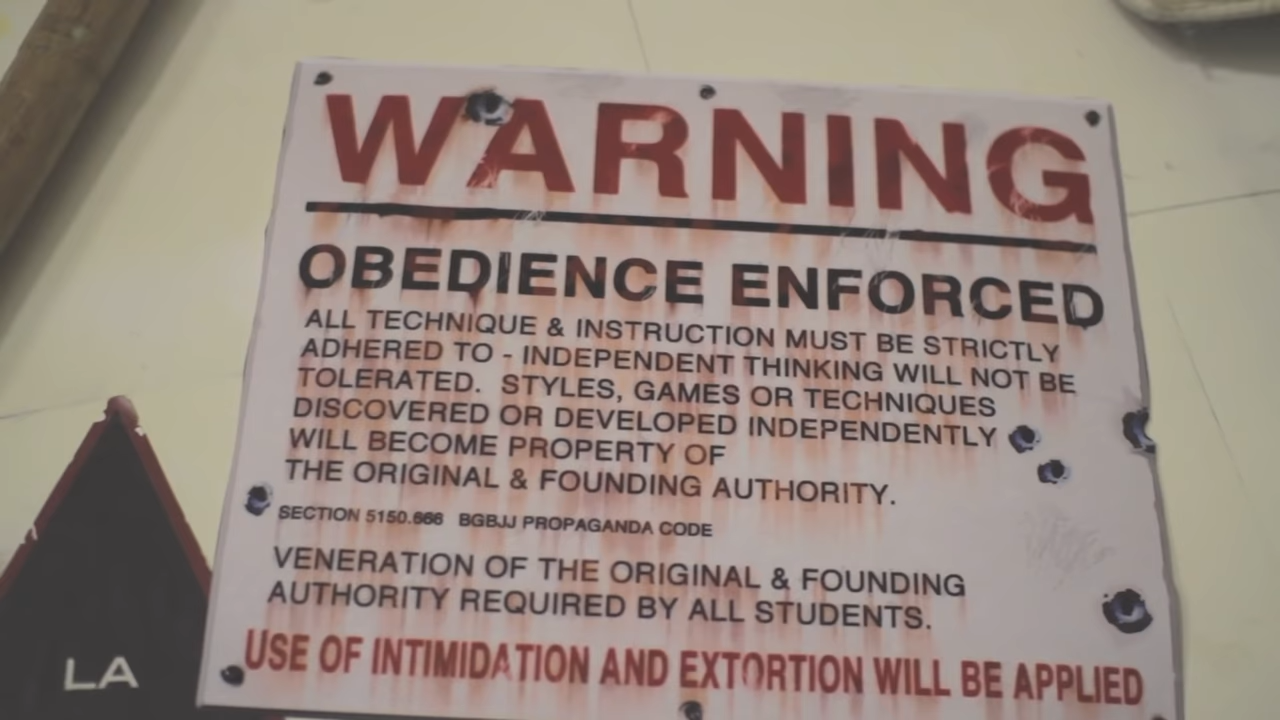 WARNING
OBEDIENCE ENFORCED
ALL TECHNIQUE & INSTRUCTION MUST BE STRICTLY
ADHERED TO - INDEPENDENT THINKING WILL NOT BE
TOLERATED. STYLES, GAMES OR TECHNIQUES
DISCOVERED OR DEVELOPED INDEPENDENTLY
WILL BECOME PROPERTY OF
THE ORIGINAL & FOUNDING AUTHORITY.
SECTION 5150.666 BGBJJ PROPAGANDA CODE
VENERATION OF THE ORIGINAL & FOUNDING
AUTHORITY REQUIRED BY ALL STUDENTS.
USE OF INTIMIDATION AND EXTORTION WILL BE APPLIED
LA